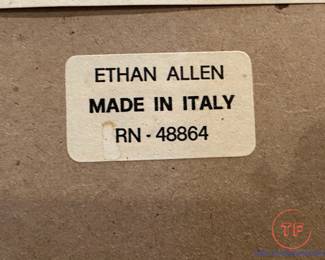 ETHAN ALLEN
MADE IN ITALY
RN - 48864
TF